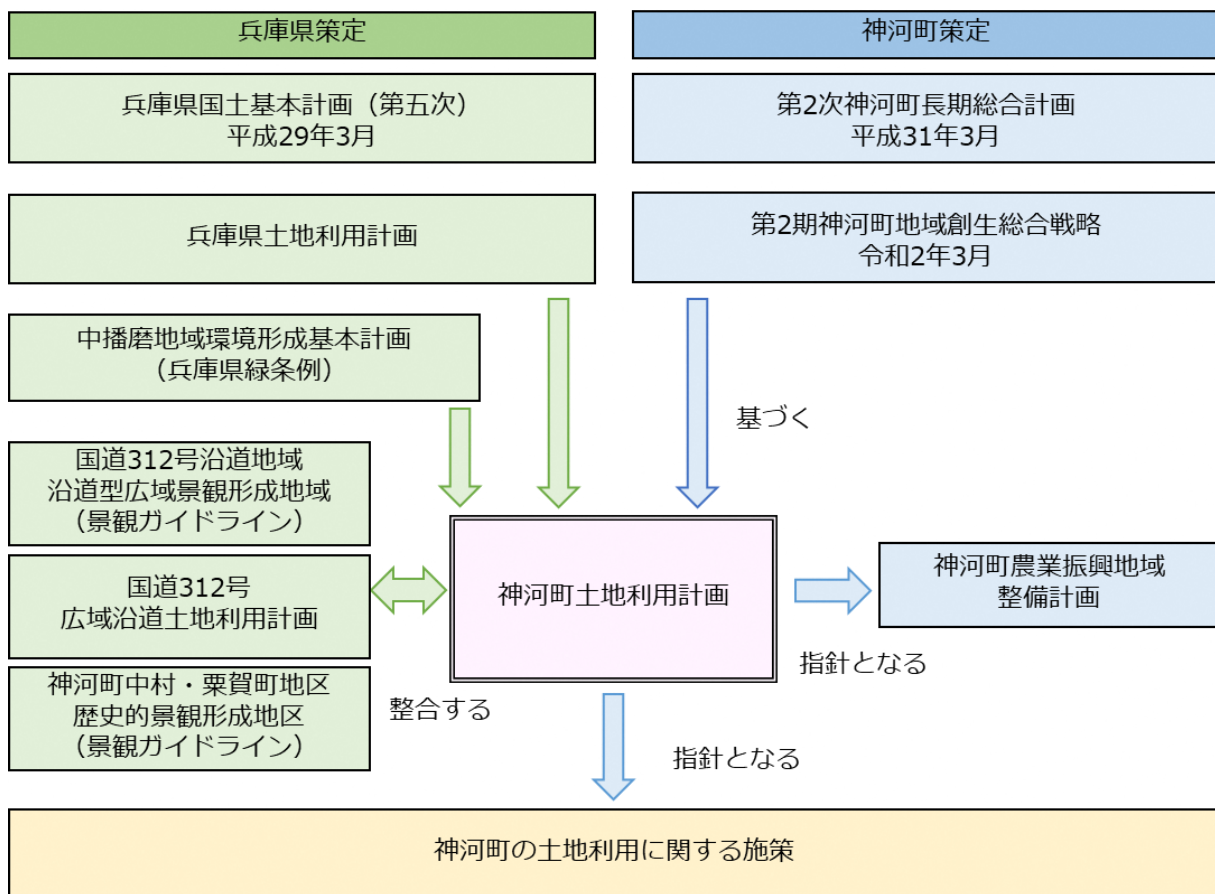 兵庫県策定
神河町策定
兵庫県国土基本計画（第五次）
平成29年3月
第2次神河町長期総合計画
平成31年3月
兵庫県土地利用計画
第2期神河町地域創生総合戦略
令和2年3月
中播磨地域環境形成基本計画
（兵庫県緑条例）
基づく
国道312号沿道地域
沿道型広域景観形成地域
（景観ガイドライン）
国道312号
広域沿道土地利用計画
神河町中村・粟賀町地区
歴史的景観形成地区
（景観ガイドライン）
整合する
神河町土地利用計画
神河町農業振興地域
整備計画
指針となる
指針となる
神河町の土地利用に関する施策